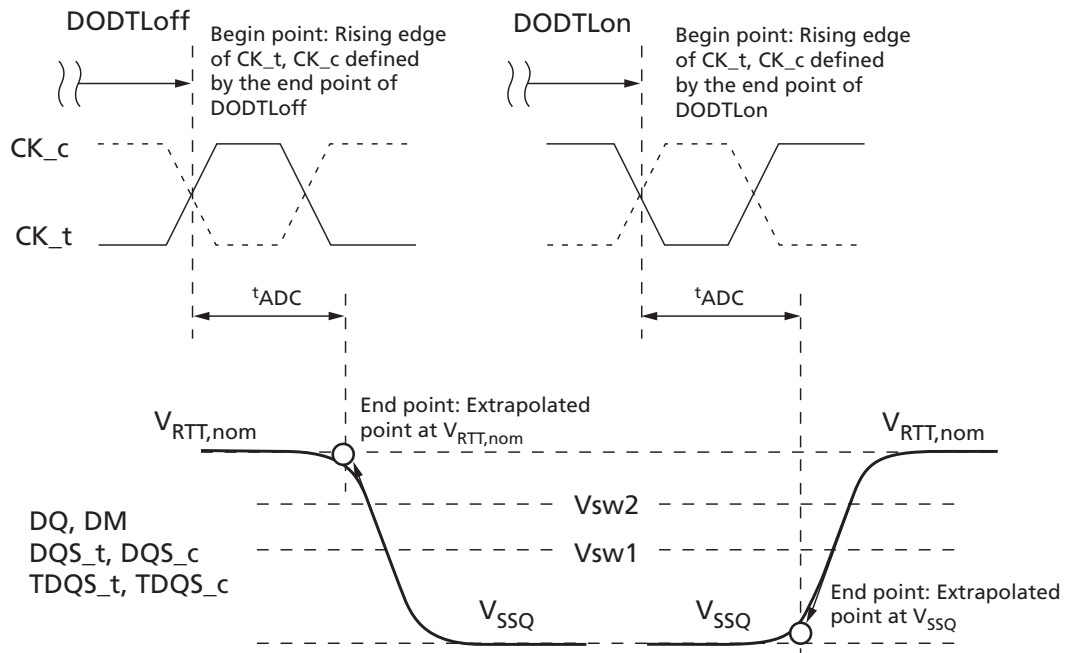 DODTLoff
Begin point: Rising edge
of CK_t, CK_c defined
by the end point of
DODTLoff
DODTLon
Begin point: Rising edge
of CK_t, CK_c defined
by the end point of
DODTLon
CK_c
CK_t
tADC
tADC
End point: Extrapolated
point at VRTT,nom
VRTT,nom
VRTT,nom
Vsw2
Vsw1
DQ, DM
DQS_t, DQS_c
TDQS_t, TDQS_c
VSSQ
VSSQ
End point: Extrapolated
point at VSSQ